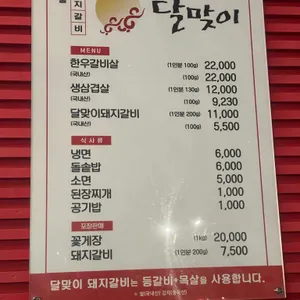 지갈비
달맞이
MENU
한우갈비살 (1인분 100g) 22,000
(국내산) (100g) 22,000
생삼겹살 (1인분 130g) 12,000
(국내산) (100g) 9,230
달맞이돼지갈비 (1인분 200g) 11,000
(국내산) (100g) 5,500
식사류
냉면 6,000
돌솥밥 6,000
소면 5,000
된장찌개 1,000
공기밥 1,000
포장판매
꽃게장 (1kg) 20,000
돼지갈비 (1인분 200g) 7,500
달맞이 돼지갈비는 등갈비+목살을 사용합니다.